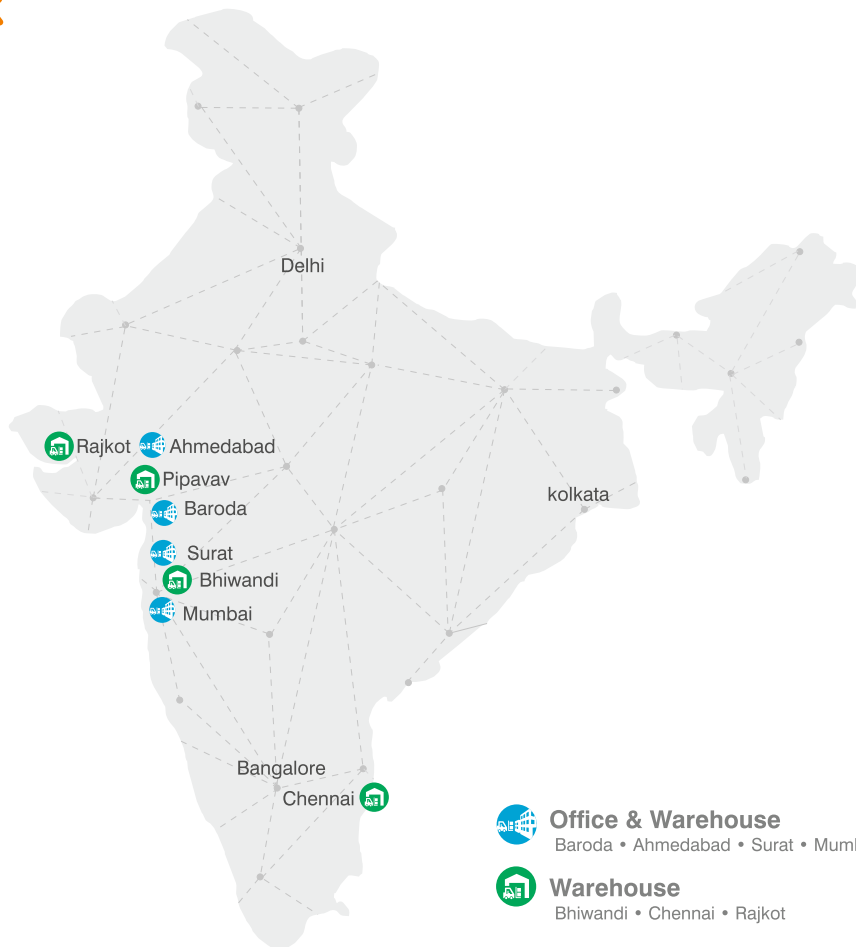 Delhi
Rajkot
Ahmedabad
Pipavav
kolkata
Baroda
Surat
Bhiwandi
Mumbai
Bangalore
Chennai
Office & Warehouse
Baroda • Ahmedabad • Surat •
Warehouse
Bhiwandi • Chennai • Rajkot